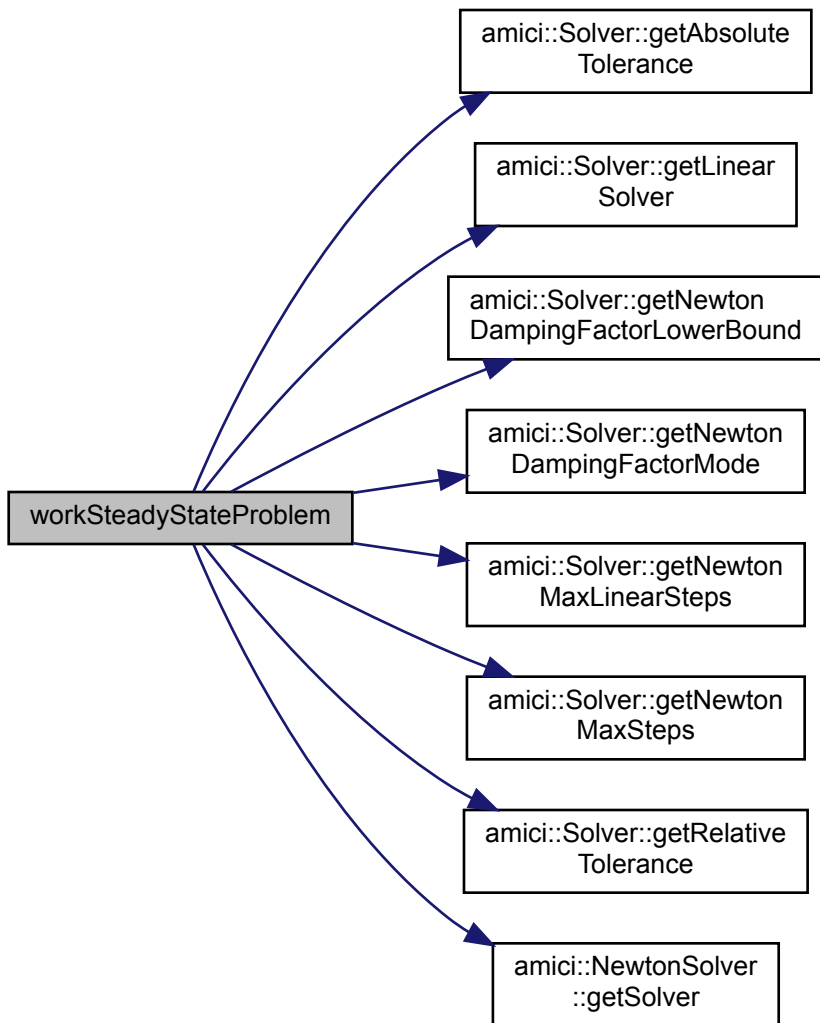 amici::Solver::getAbsolute
Tolerance
amici::Solver::getLinear
Solver
amici::Solver::getNewton
DampingFactorLowerBound
amici::Solver::getNewton
DampingFactorMode
workSteadyStateProblem
amici::Solver::getNewton
MaxLinearSteps
amici::Solver::getNewton
MaxSteps
amici::Solver::getRelative
Tolerance
amici::NewtonSolver
::getSolver